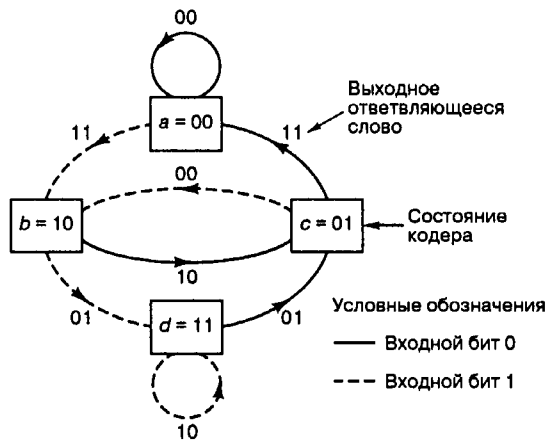 00
Выходное
ответвляющееся
слово
11
a = 00
11
00
b = 10
c = 01
Состояние
кодера
10
01
d = 11
01
Условные обозначения
Входной бит 0
Входной бит 1
10